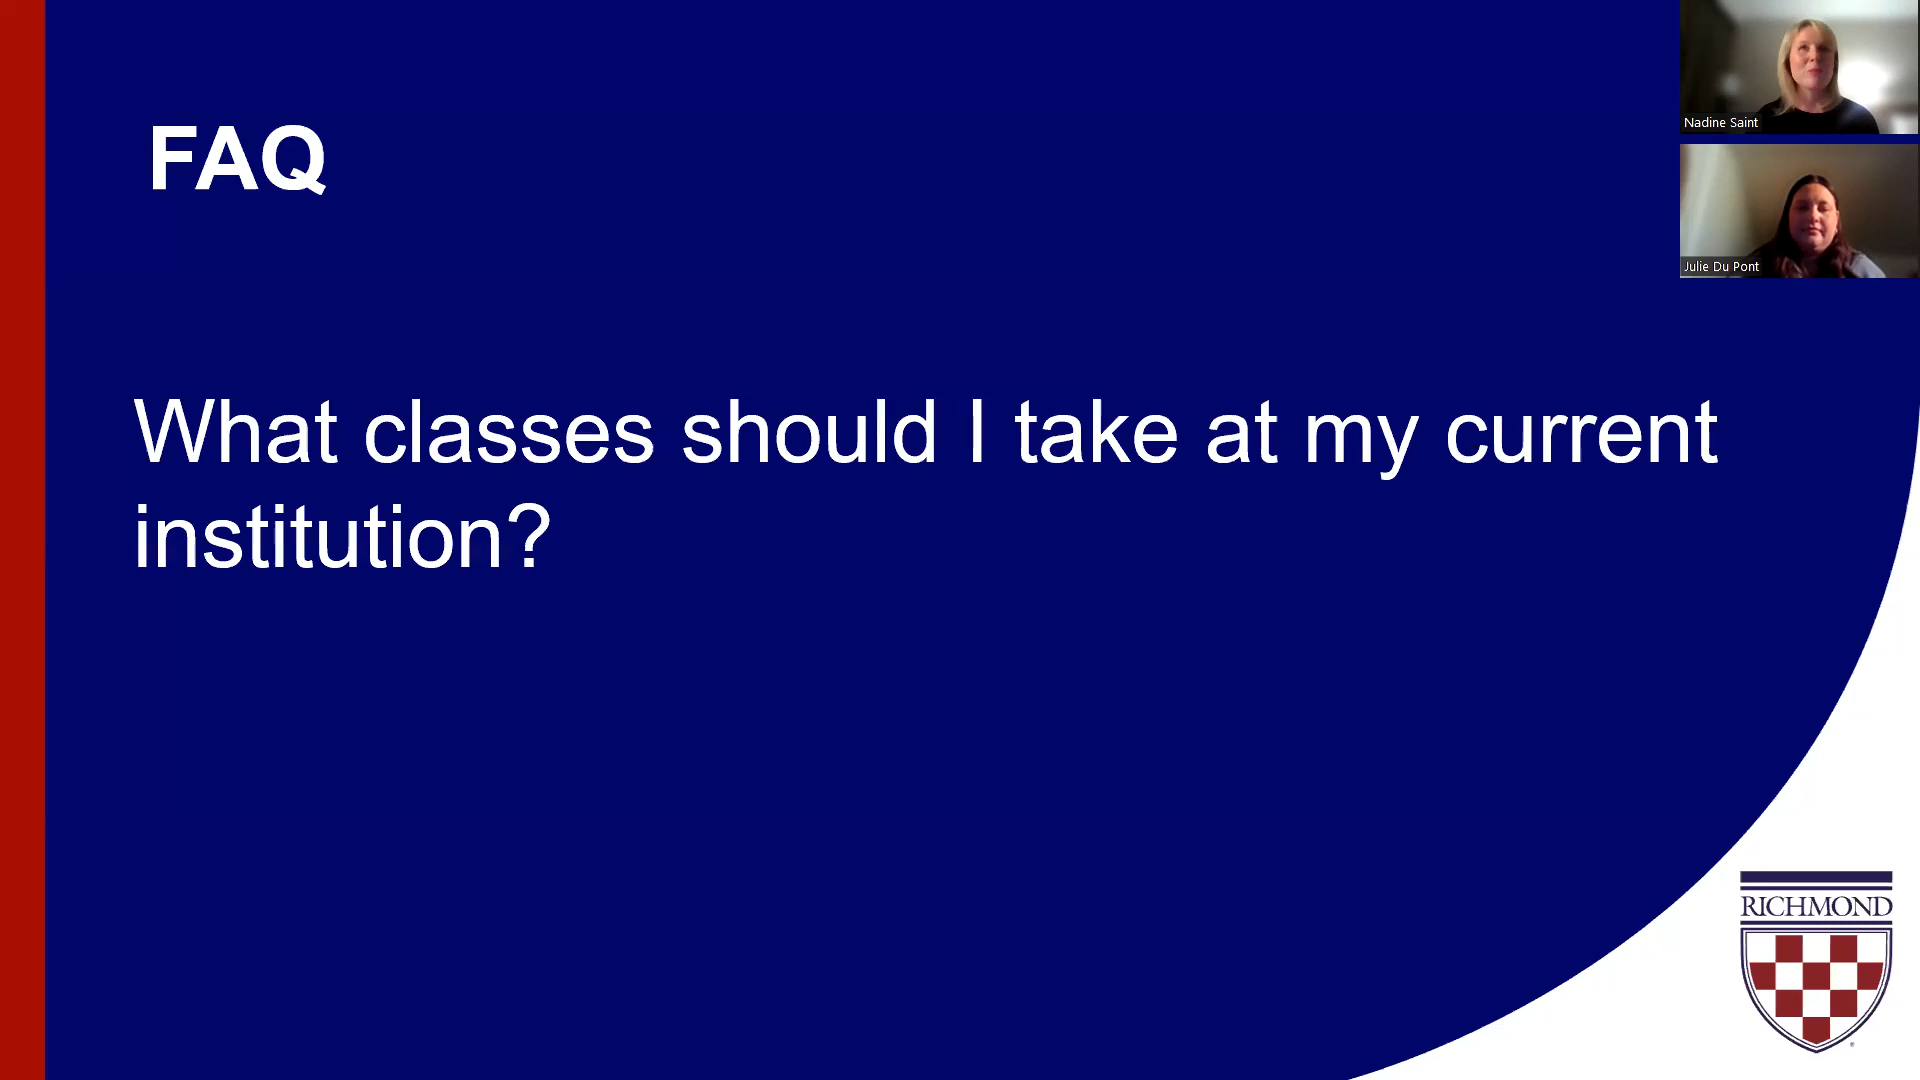 FAQ
What classes should I take at my current
institution?
Nadine Saint
Julie Du Pont
RICHMOND